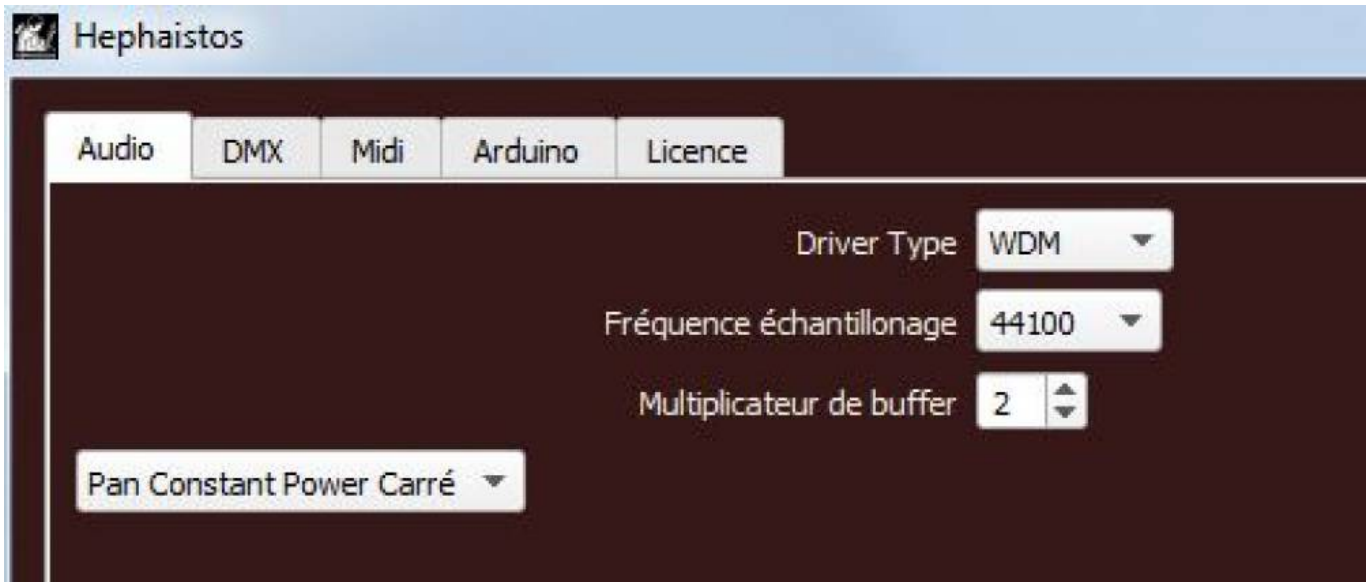 Hephaistos
Audio DMX Midi Arduino Licence
Driver Type WDM
Fréquence échantillonage 44100
Multiplicateur de buffer 2
Pan Constant Power Carré